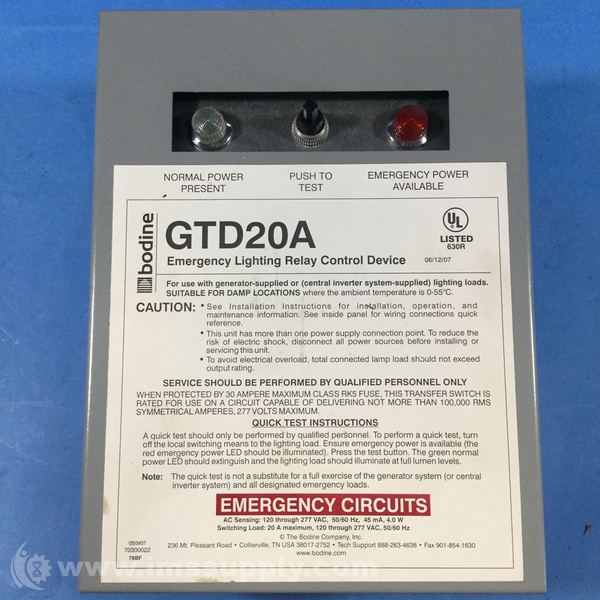 NORMAL POWER PRESENT
PUSH TO TEST
EMERGENCY POWER AVAILABLE
bodine
GTD20A
Emergency Lighting Relay Control Device
06/12/07
UL
LISTED
630R
For use with generator-supplied or (central inverter system-supplied) lighting loads.
SUITABLE FOR DAMP LOCATIONS where the ambient temperature is 0-55°C.
CAUTION:
• See Installation Instructions for installation, operation, and
maintenance information. See inside panel for wiring connections quick
reference.
• This unit has more than one power supply connection point. To reduce the
risk of electric shock, disconnect all power sources before installing or
servicing this unit.
• To avoid electrical overload, total connected lamp load should not exceed
output rating.
SERVICE SHOULD BE PERFORMED BY QUALIFIED PERSONNEL ONLY
WHEN PROTECTED BY 30 AMPERE MAXIMUM CLASS RK5 FUSE, THIS TRANSFER SWITCH IS
RATED FOR USE ON A CIRCUIT CAPABLE OF DELIVERING NOT MORE THAN 100,000 RMS
SYMMETRICAL AMPERES, 277 VOLTS MAXIMUM.
QUICK TEST INSTRUCTIONS
A quick test should only be performed by qualified personnel. To perform a quick test, turn
off the local switching means to the lighting load. Ensure emergency power is available (the
red emergency power LED should be illuminated). Press the test button. The green normal
power LED should extinguish and the lighting load should illuminate at full lumen levels.
Note: The quick test is not a substitute for a full exercise of the generator system (or central
inverter system) and all designated emergency loads.
EMERGENCY CIRCUITS
AC Sensing: 120 through 277 VAC, 50/60 Hz, 45 mA, 4.0 W
Switching Load: 20 A maximum, 120 through 277 VAC, 50/60 Hz
© The Bodine Company, Inc.
236 Mt. Pleasant Road • Collierville, TN USA 38017-2752 • Tech Support 888-263-4638 • Fax 901-854-1630
www.bodine.com
050907
70300022
76BF
www.imssupply.com